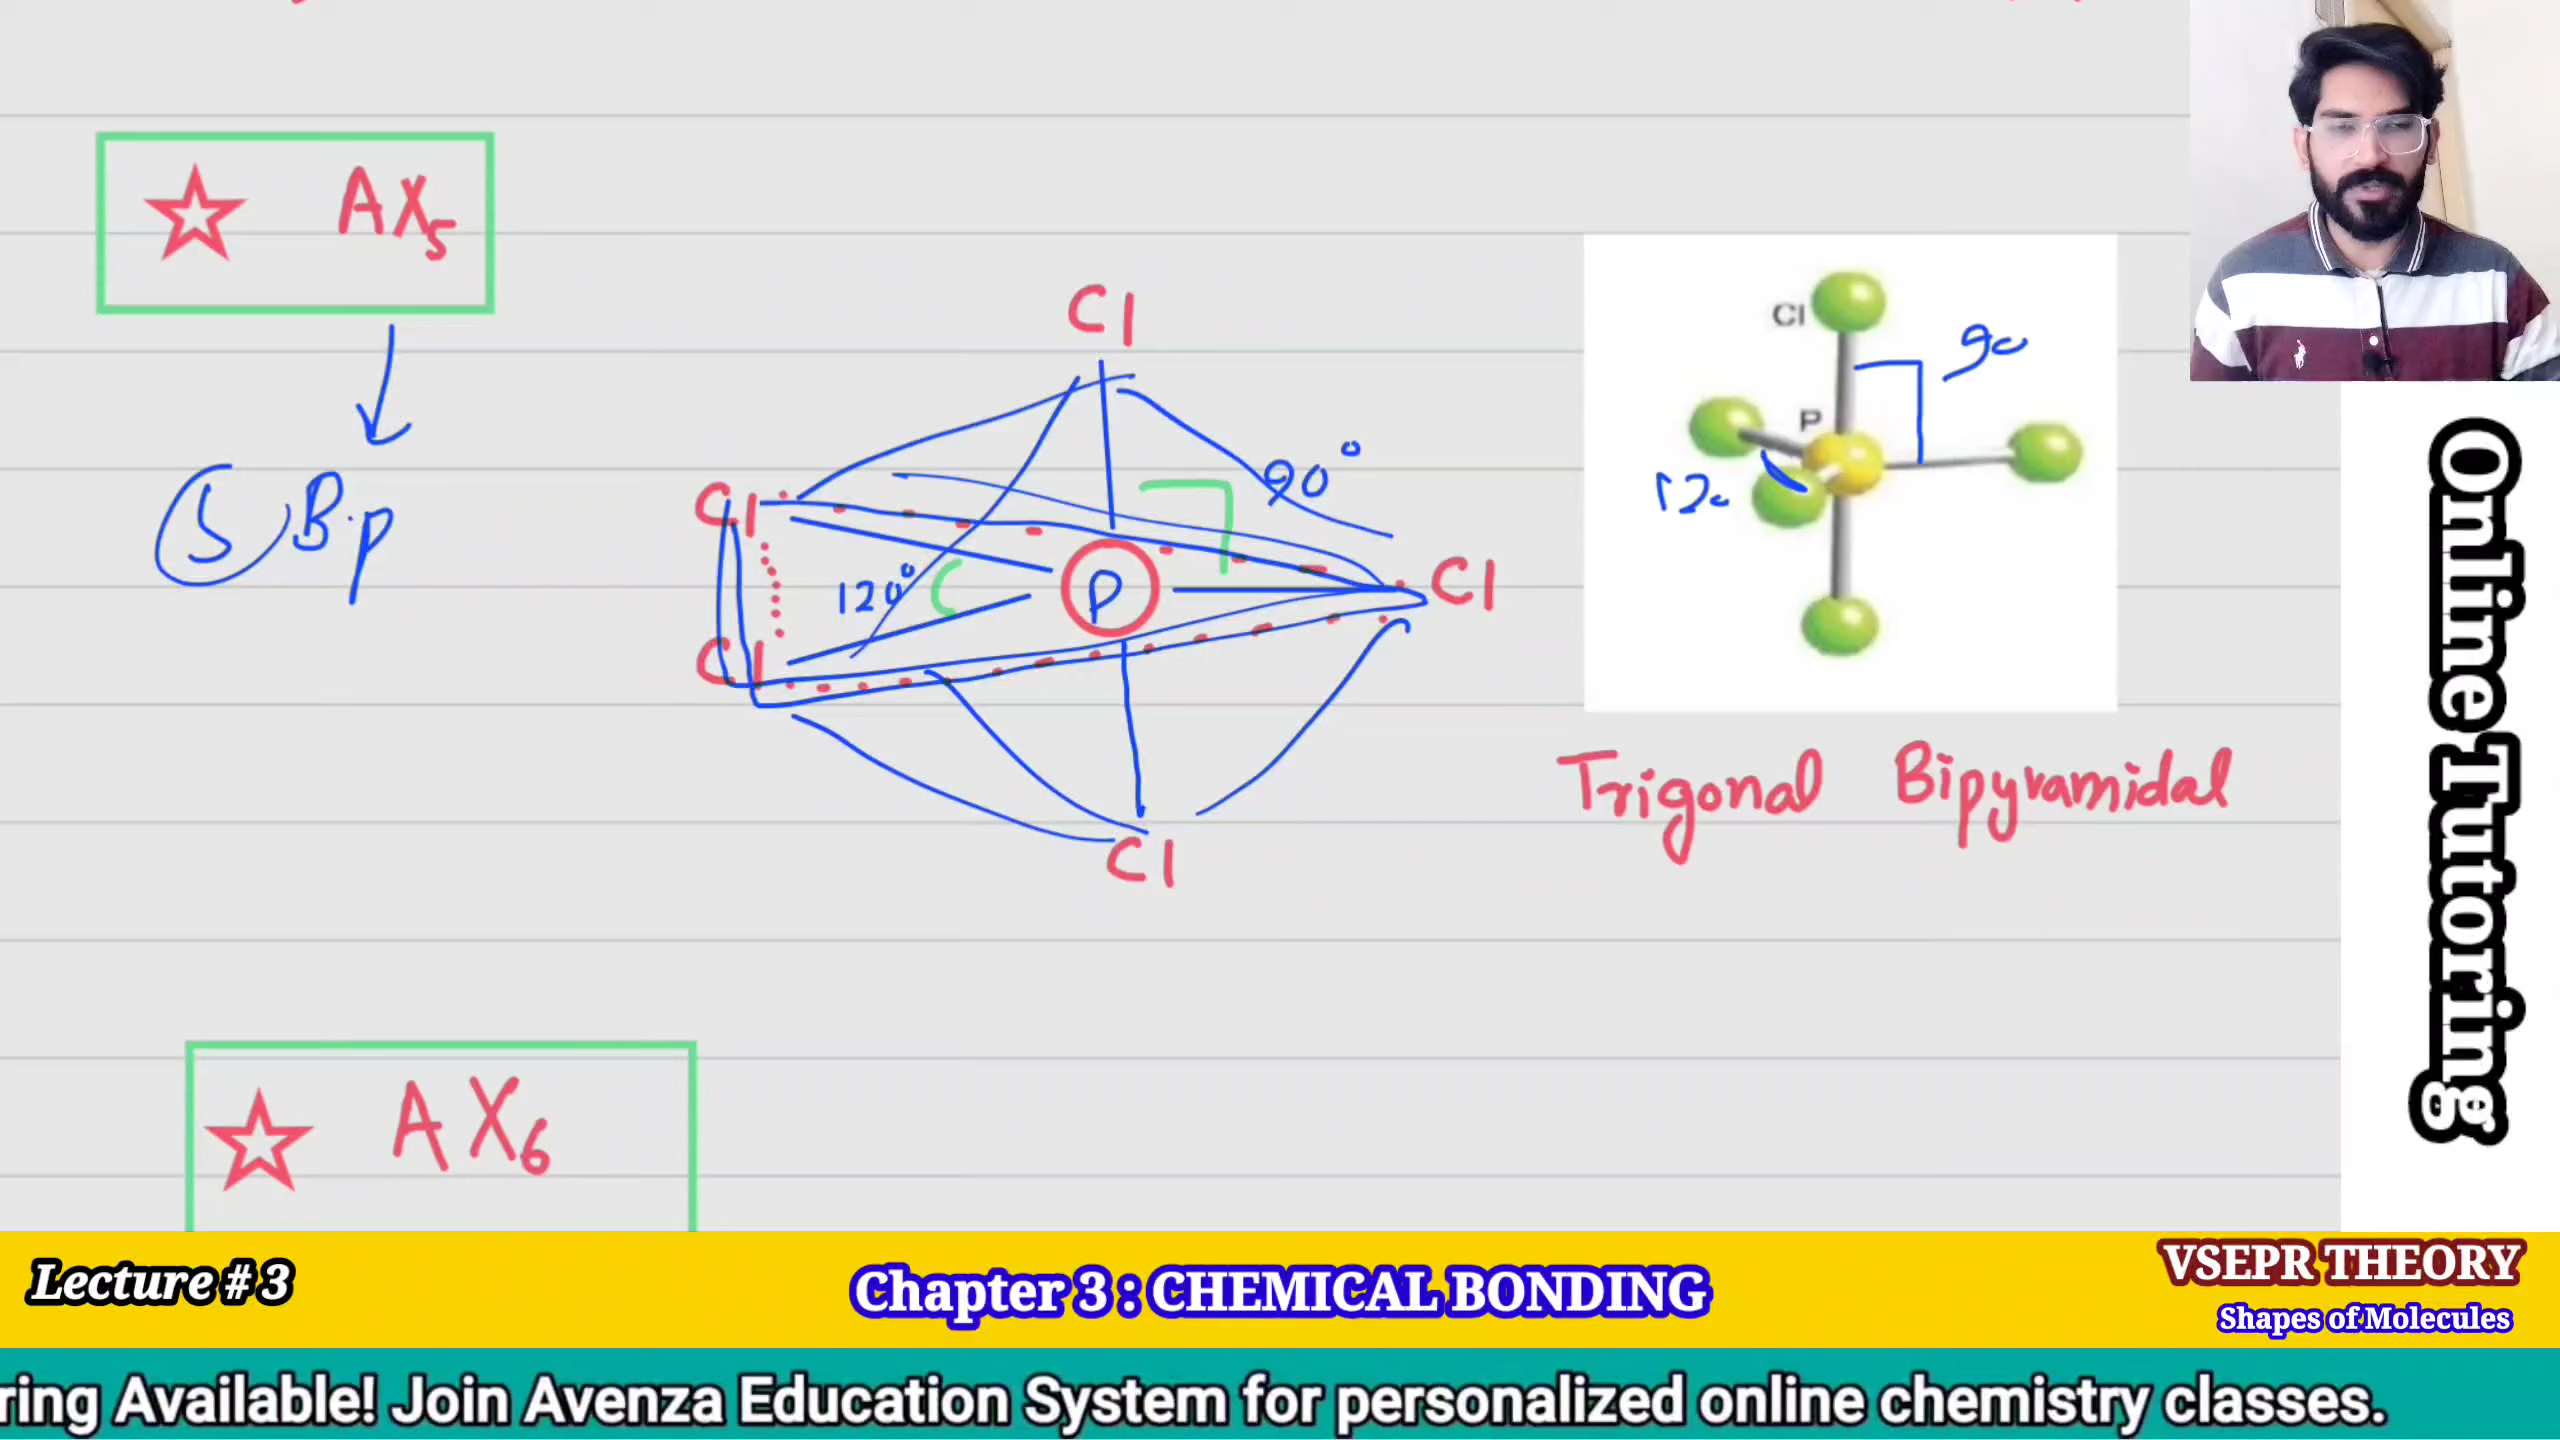 AX5
5 B.p
Cl
Cl
90°
120°
P
Cl
Cl
Cl
Cl
P
90
120
Trigonal Bipyramidal
AX6
Online Tutoring
Lecture # 3
Chapter 3 : CHEMICAL BONDING
VSEPR THEORY
Shapes of Molecules
ring Available! Join Avenza Education System for personalized online chemistry classes.